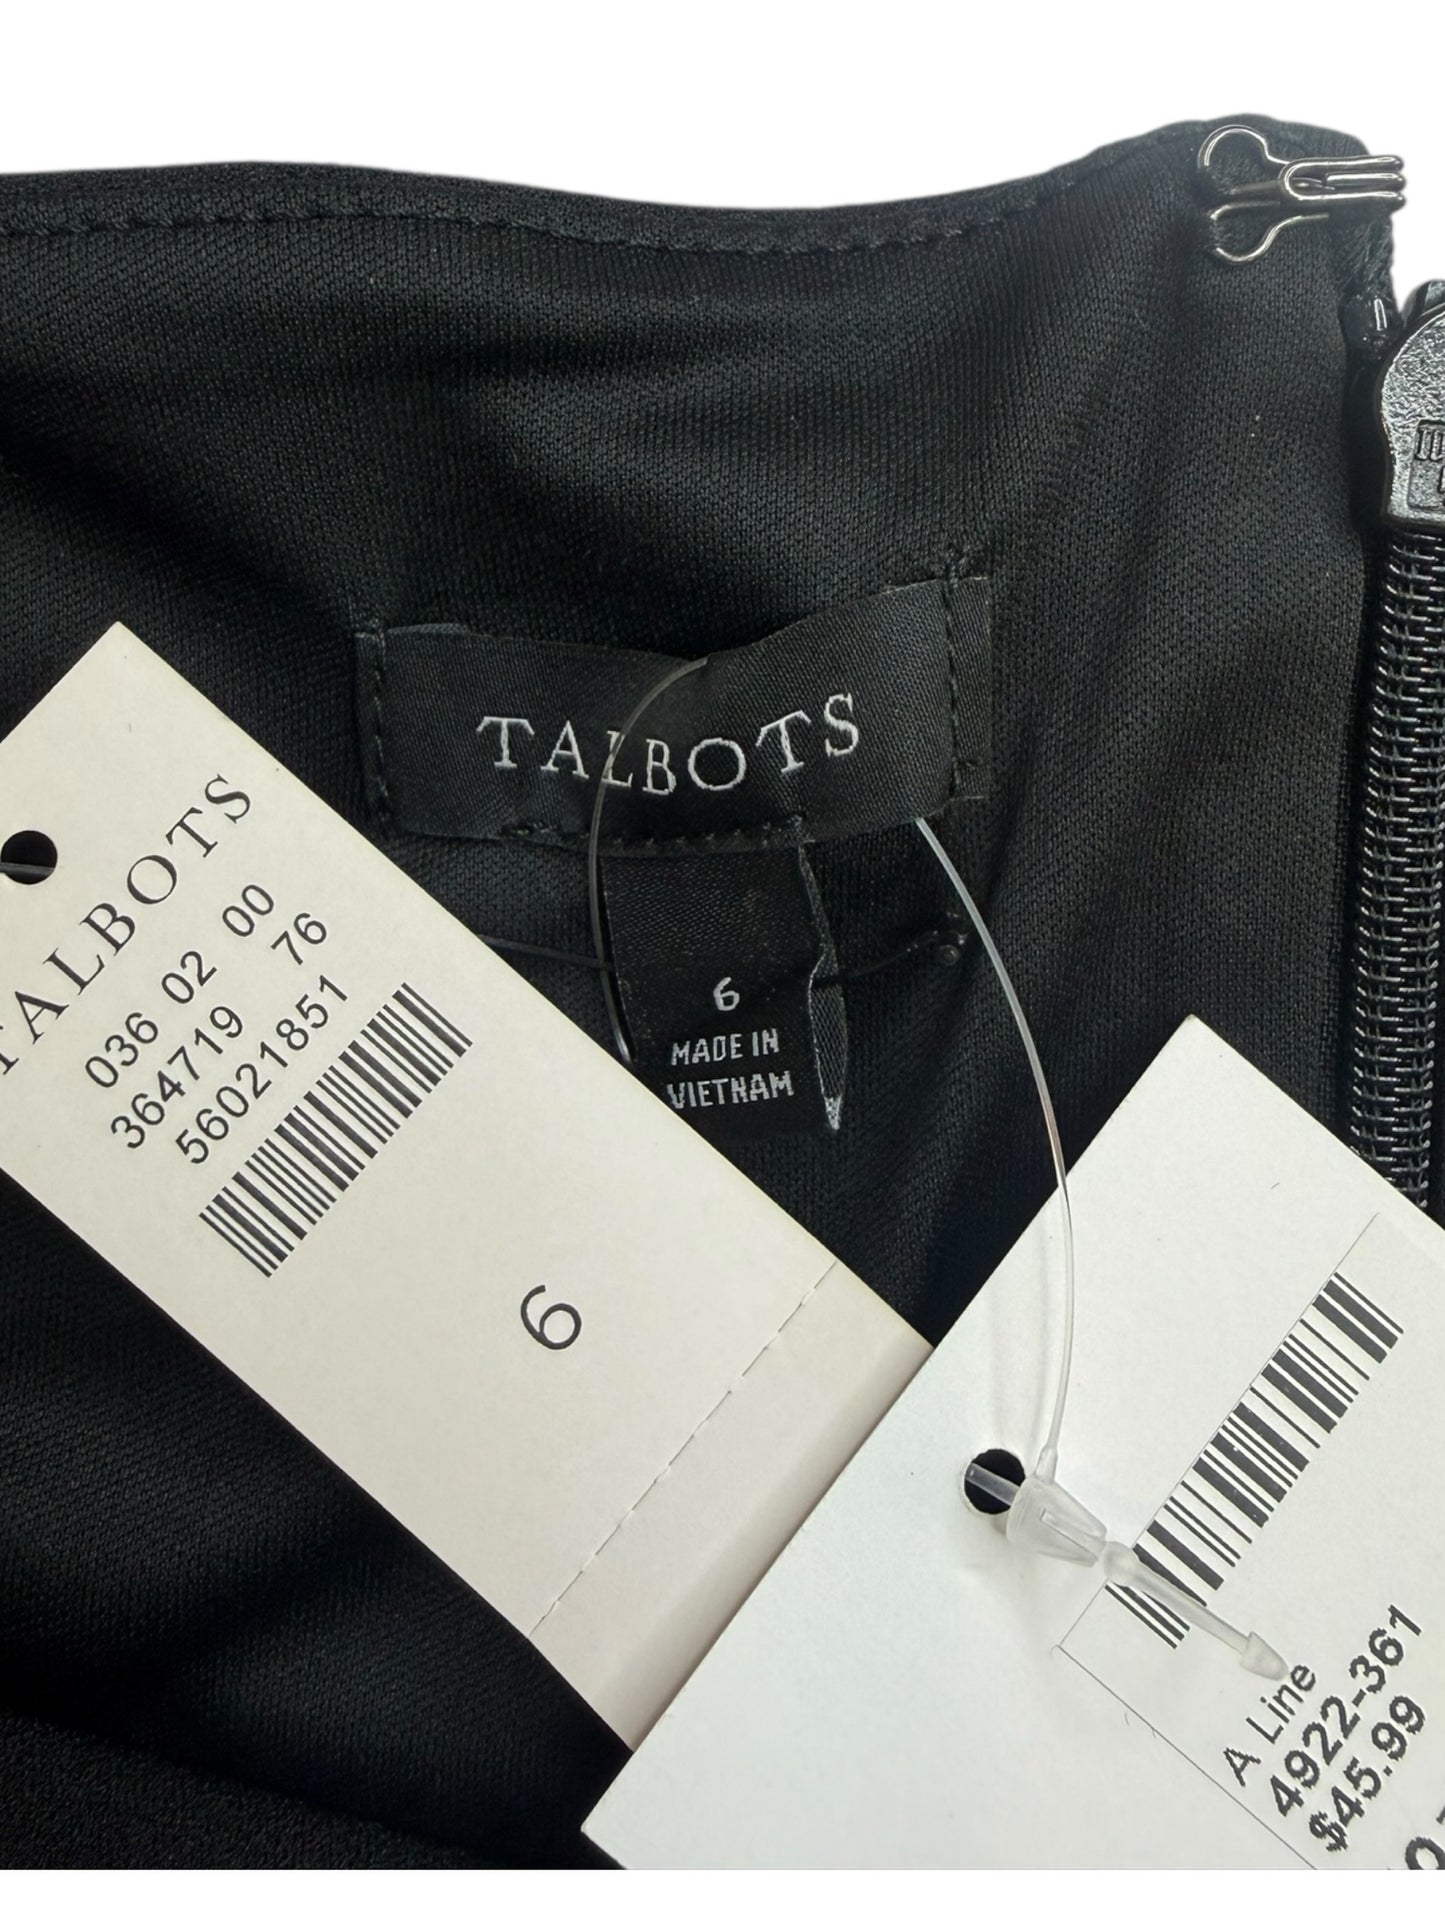 TALBOTS
6
MADE IN
VIETNAM
TALBOTS
036 02 00
364719 76
56021851
6
A Line
4922-361
$45.99